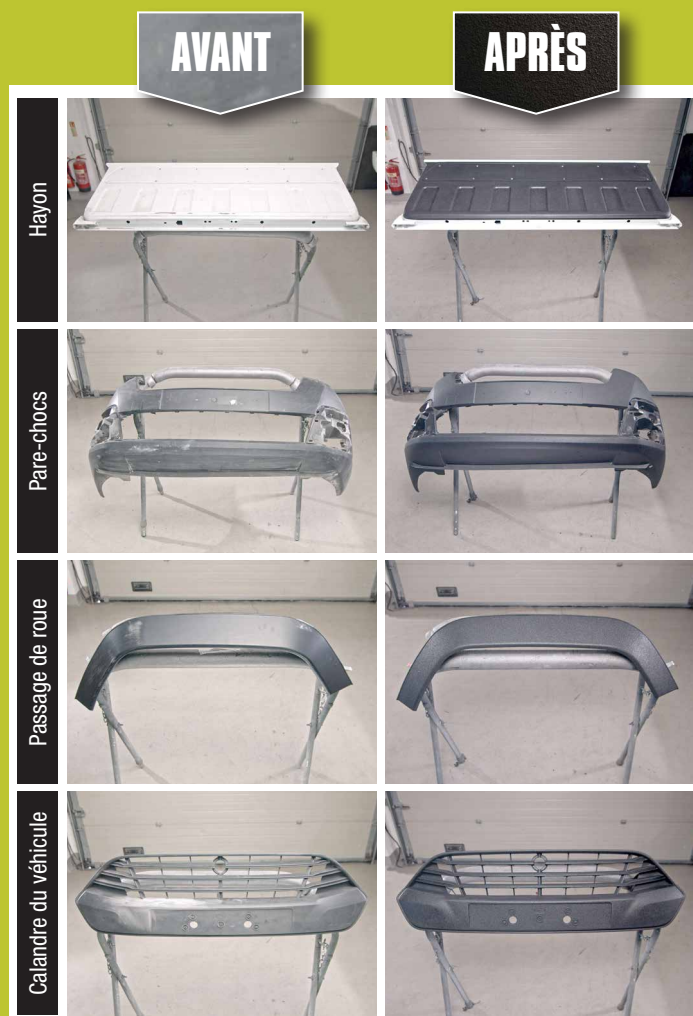 AVANT
APRÈS
Hayon
Pare-chocs
Passage de roue
Calandre du véhicule